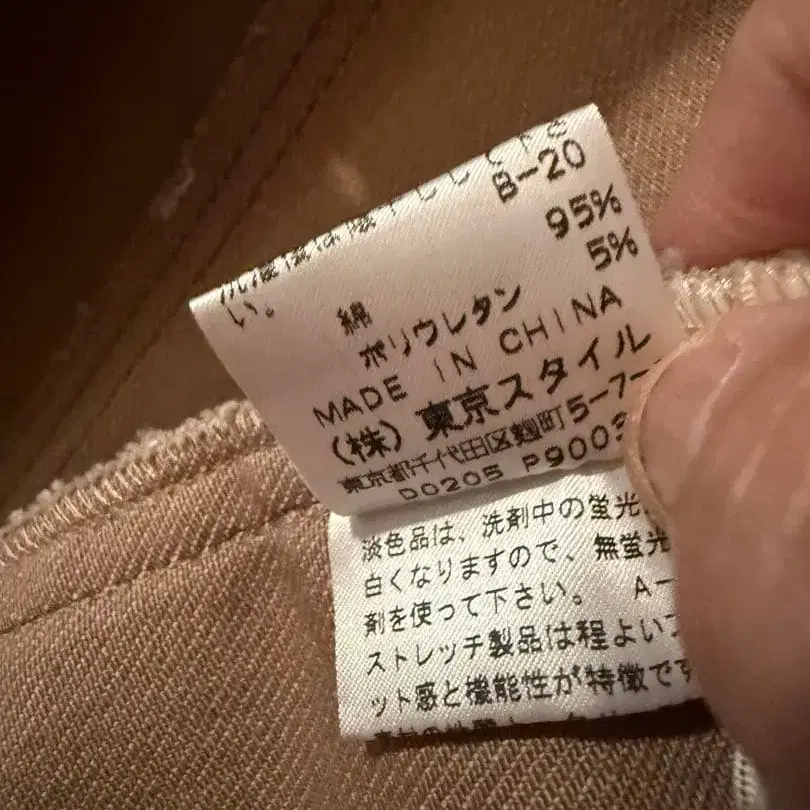 B-20
い。
綿 95%
ポリウレタン 5%
MADE IN CHINA
（株）東京スタイル
東京都千代田区麹町5-7-
D0205 P9003
淡色品は、洗剤中の蛍光
白くなりますので、無蛍光
剤を使って下さい。 A-
ストレッチ製品は程よいフ
ット感と機能性が特徴です